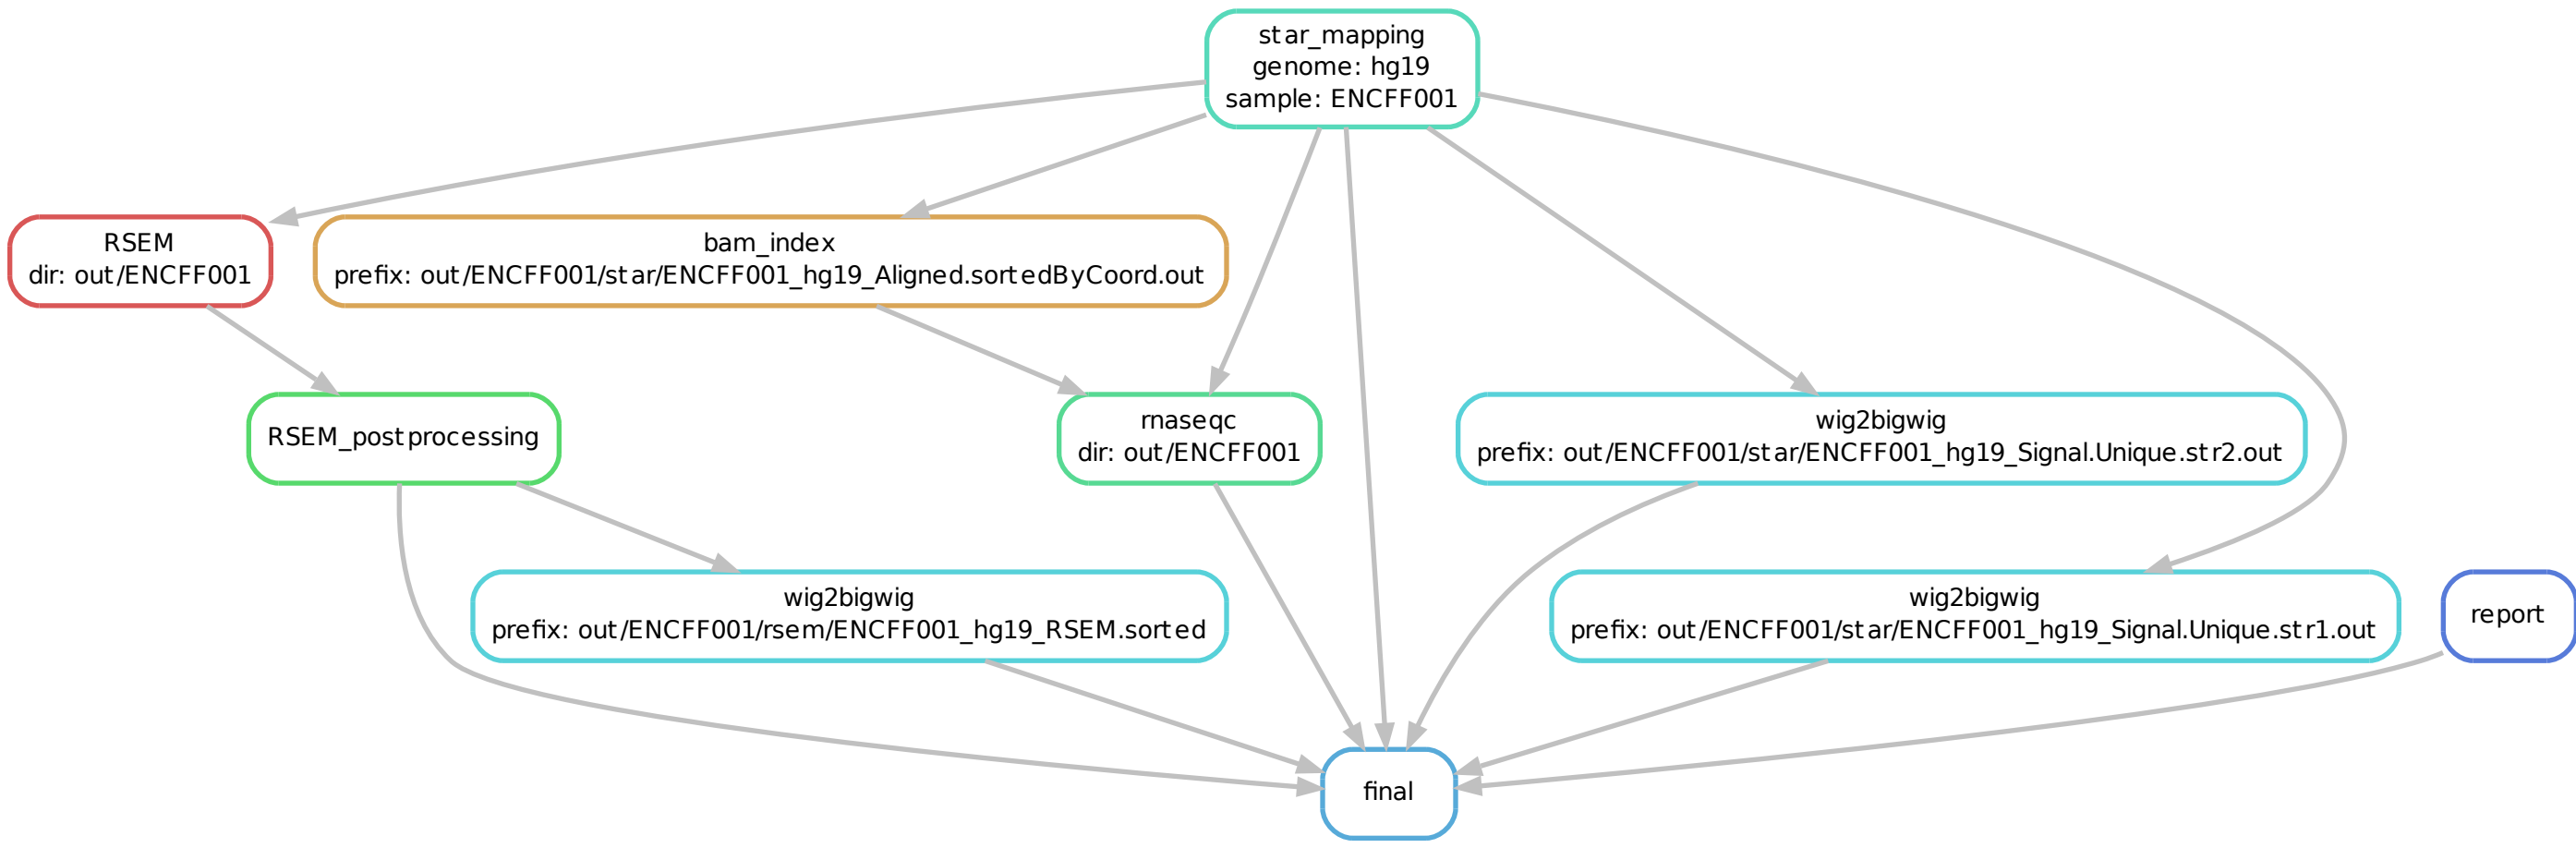 star_mapping
genome: hg19
sample: ENCFF001
RSEM
dir: out/ENCFF001
bam_index
prefix: out/ENCFF001/star/ENCFF001_hg19_Aligned.sortedByCoord.out
RSEM_postprocessing
rnaseqc
dir: out/ENCFF001
wig2bigwig
prefix: out/ENCFF001/star/ENCFF001_hg19_Signal.Unique.str2.out
wig2bigwig
prefix: out/ENCFF001/rsem/ENCFF001_hg19_RSEM.sorted
wig2bigwig
prefix: out/ENCFF001/star/ENCFF001_hg19_Signal.Unique.str1.out
report
final